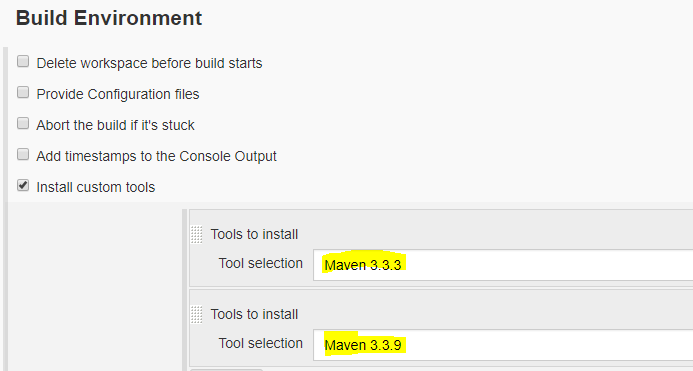 Build Environment
Delete workspace before build starts
Provide Configuration files
Abort the build if it's stuck
Add timestamps to the Console Output
Install custom tools
Tools to install
Tool selection Maven 3.3.3
Tools to install
Tool selection Maven 3.3.9